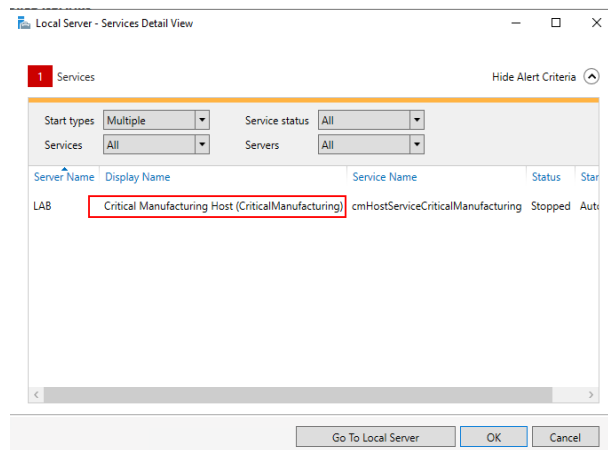 Local Server - Services Detail View
1 Services Hide Alert Criteria
Start types Multiple Service status All
Services All Servers All
Server Name Display Name Service Name Status Star
LAB Critical Manufacturing Host (CriticalManufacturing) cmHostServiceCriticalManufacturing Stopped Auto
Go To Local Server OK Cancel